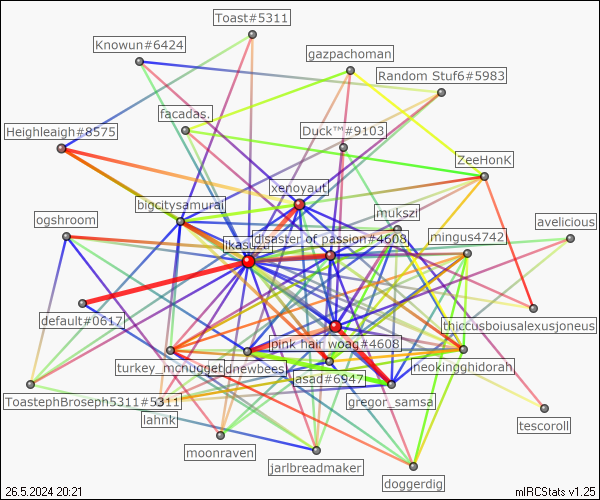 Toast#5311
Knowun#6424
gazpachoman
Random Stuf6#5983
facadas.
Duck™#9103
Heighleaigh#8575
ZeeHonK
xenoyaut
bigcitysamurai
mukszi
ogshroom
avelicious
disaster of passion#4608
mingus4742
default#0617
thiccusboiusalexusjoneus
pink hair woag#4608
turkey_mcnugget
dnewbees
neokingghidorah
asad#6947
ToastephBroseph5311#5311
gregor_samsa
lahnk
tescoroll
moonraven
jarlbreadmaker
doggerdig
26.5.2024 20:21
mIRCStats v1.25